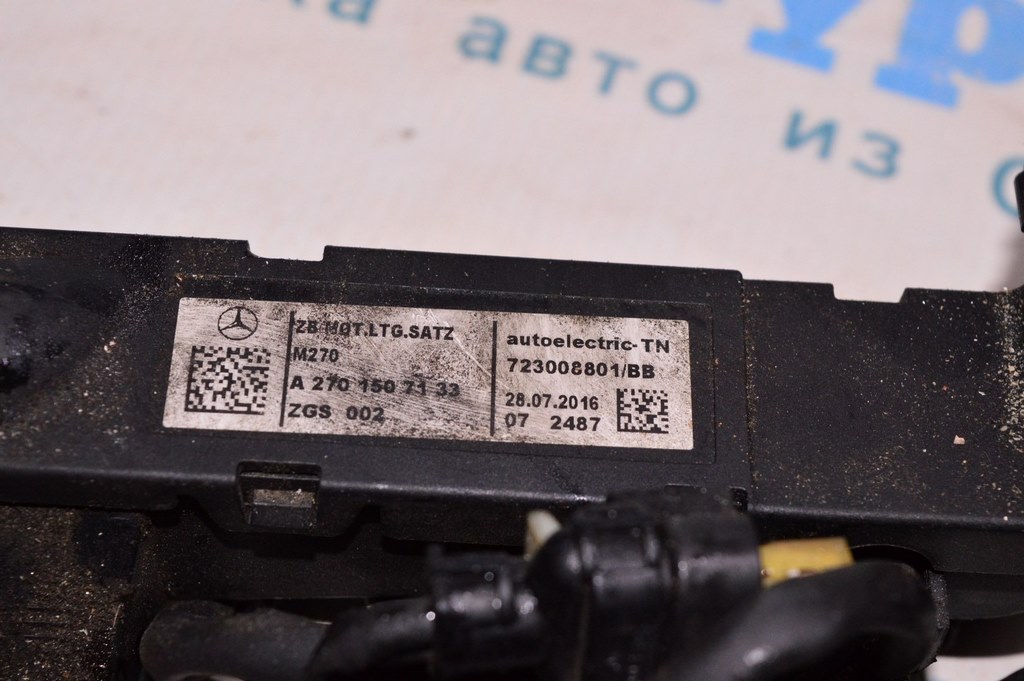 авто из
ZB MOT.LTG.SATZ
M270
A 270 150 71 33
ZGS 002
autoelectric-TN
723008801/BB
28.07.2016
07 2487